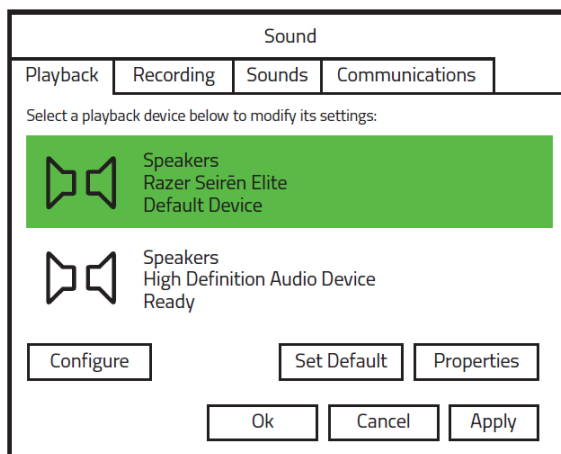 Sound
Playback Recording Sounds Communications
Select a playback device below to modify its settings:
Speakers
Razer Seirēn Elite
Default Device
Speakers
High Definition Audio Device
Ready
Configure Set Default Properties
Ok Cancel Apply